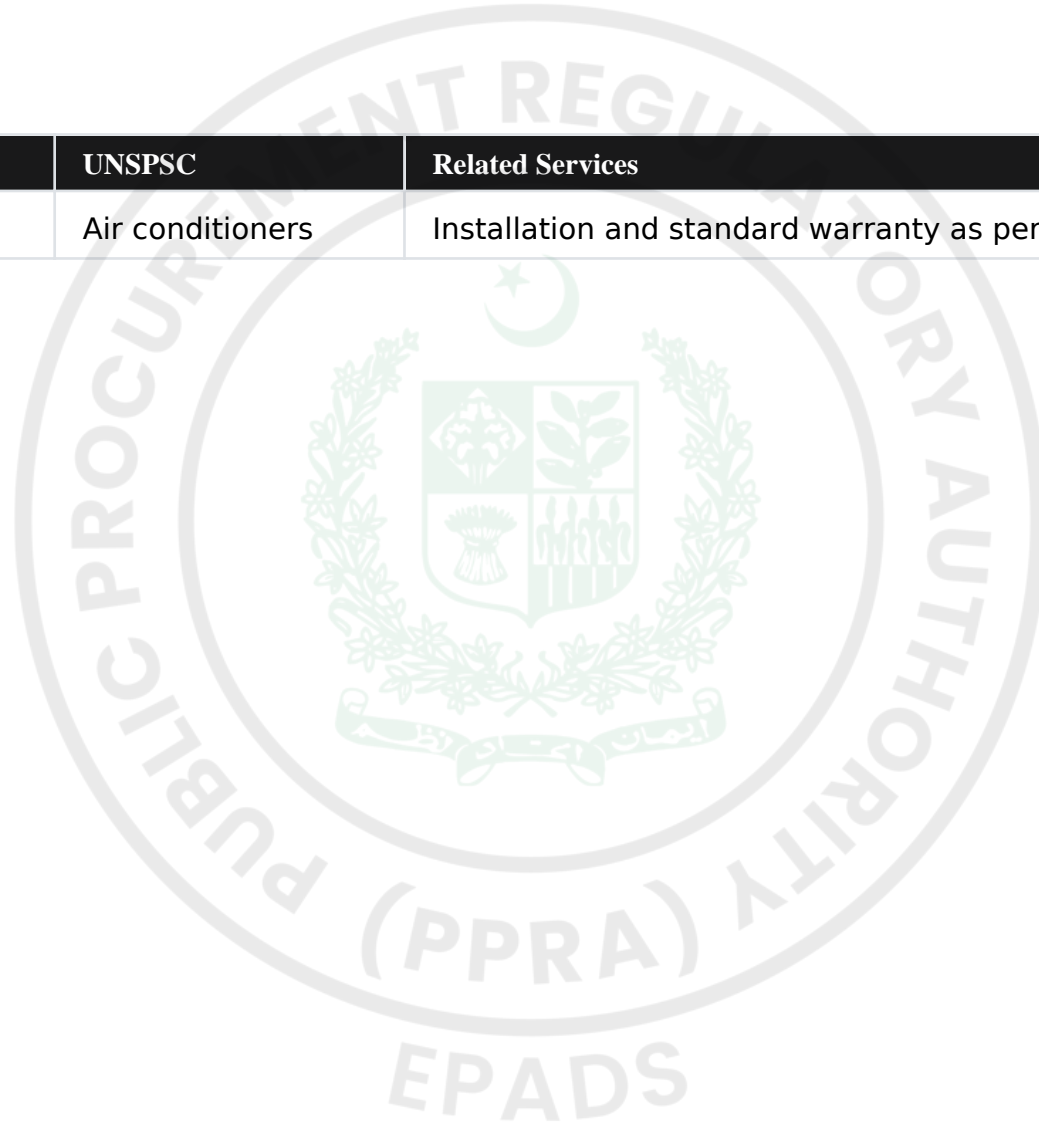 UNSPSC Related Services
Air conditioners Installation and standard warranty as per
PUBLIC PROCUREMENT REGULATORY AUTHORITY
(PPRA)
EPADS